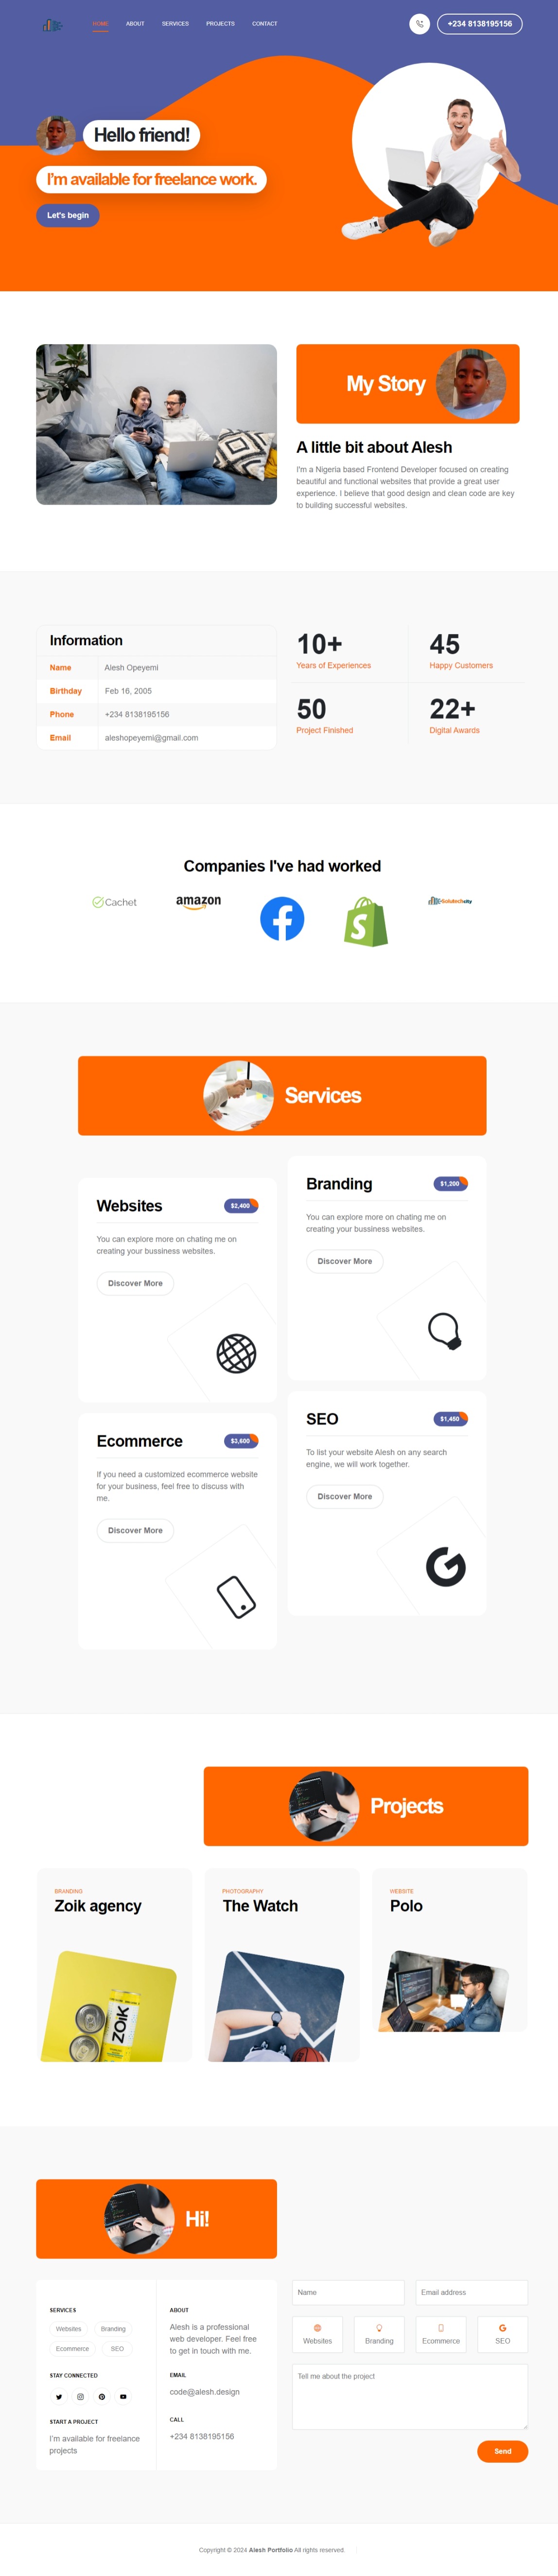 HOME ABOUT SERVICES PROJECTS CONTACT
+234 8138195156
Hello friend!
I'm available for freelance work.
Let's begin
My Story
A little bit about Alesh
I'm a Nigeria based Frontend Developer focused on creating
beautiful and functional websites that provide a great user
experience. I believe that good design and clean code are key
to building successful websites.
Information
Name Alesh Opeyemi
Birthday Feb 16, 2005
Phone +234 8138195156
Email aleshopeyemi@gmail.com
10+
Years of Experiences
45
Happy Customers
50
Project Finished
22+
Digital Awards
Companies I've had worked
Cachet
amazon
Solutechcity
Services
Websites
$2,400
You can explore more on chating me on
creating your bussiness websites.
Discover More
Branding
$1,200
You can explore more on chating me on
creating your bussiness websites.
Discover More
Ecommerce
$3,600
If you need a customized ecommerce website
for your business, feel free to discuss with
me.
Discover More
SEO
$1,450
To list your website Alesh on any search
engine, we will work together.
Discover More
Projects
BRANDING
Zoik agency
ZOIK
PHOTOGRAPHY
The Watch
WEBSITE
Polo
Hi!
SERVICES
Websites Branding
Ecommerce SEO
STAY CONNECTED
START A PROJECT
I'm available for freelance
projects
ABOUT
Alesh is a professional
web developer. Feel free
to get in touch with me.
EMAIL
code@alesh.design
CALL
+234 8138195156
Name
Email address
Websites Branding Ecommerce SEO
Tell me about the project
Send
Copyright © 2024 Alesh Portfolio All rights reserved.